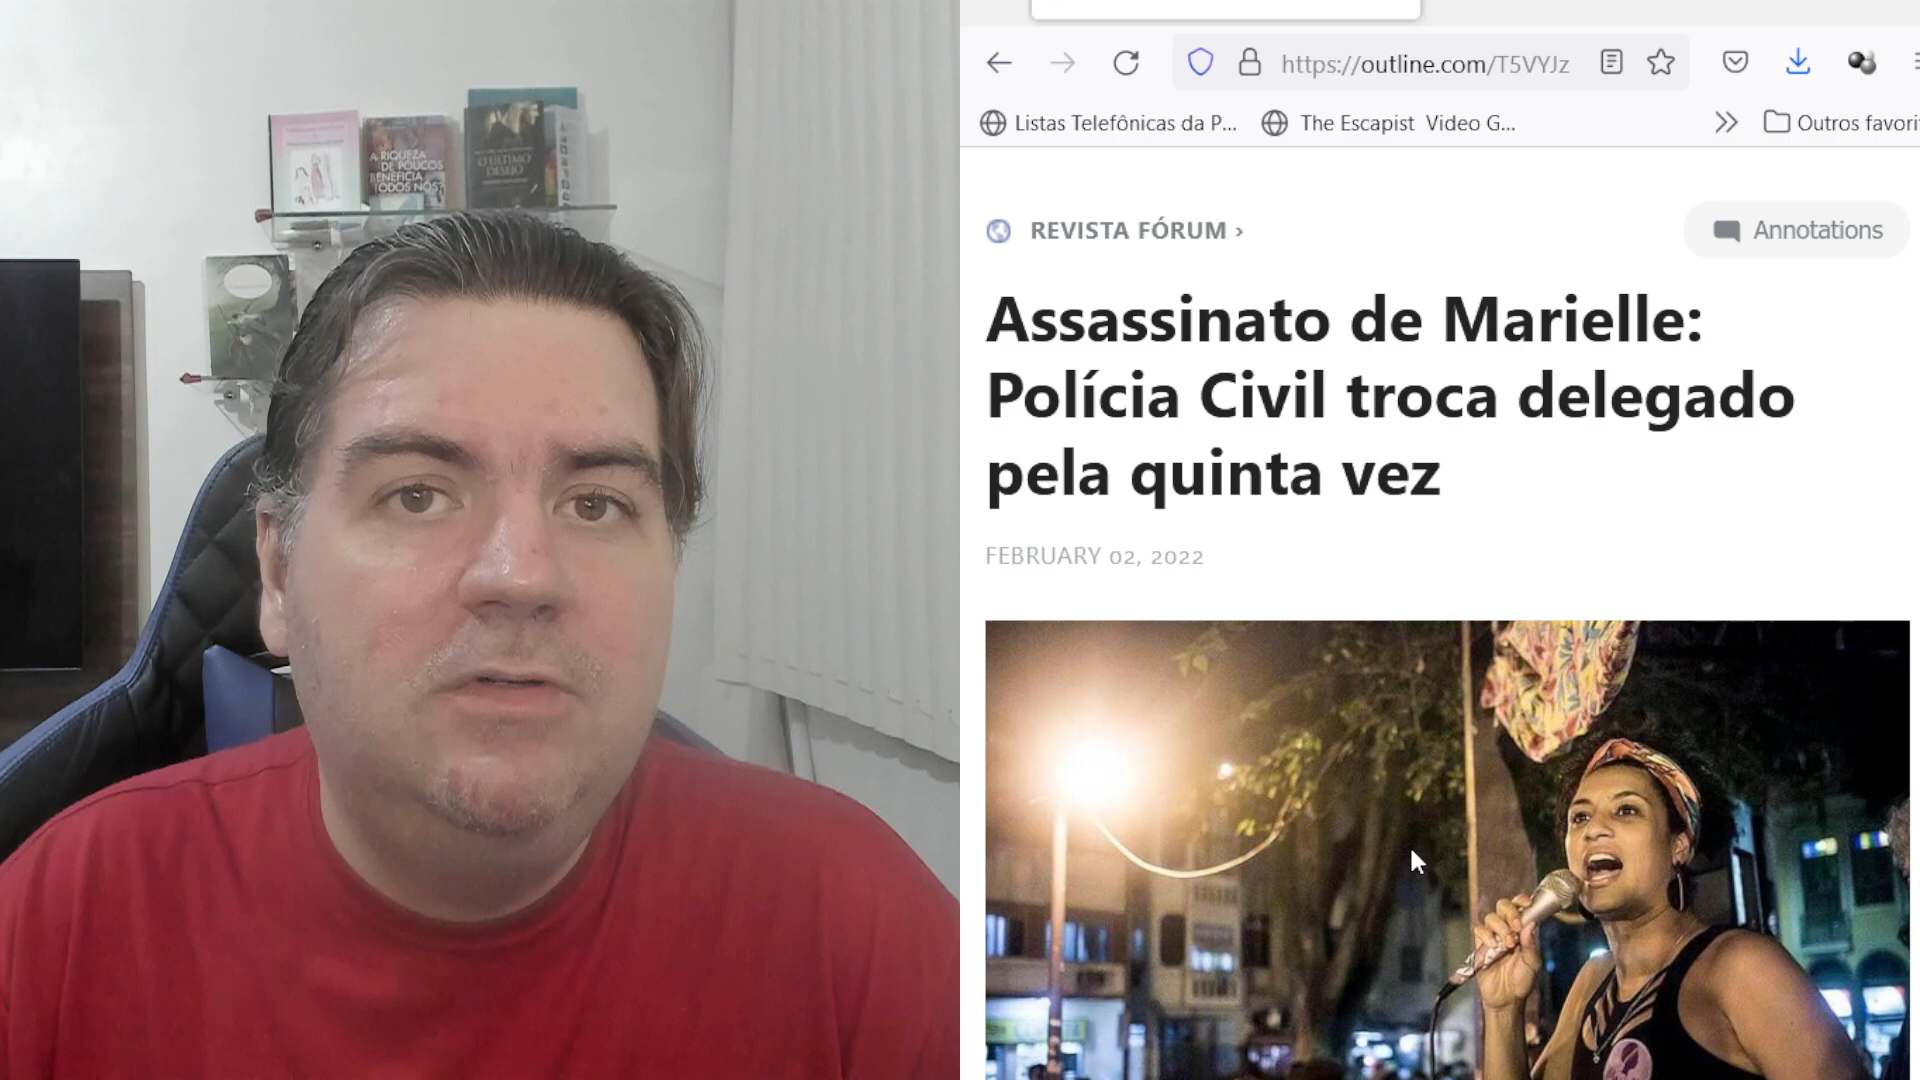 A RIQUEZA
DE POUCOS
BENEFICIA
TODOS NÓS?
O ÚLTIMO
DESEJO
https://outline.com/T5VYJz
Listas Telefônicas da P...
The Escapist Video G...
Outros favori
REVISTA FÓRUM ›
Annotations
Assassinato de Marielle:
Polícia Civil troca delegado
pela quinta vez
FEBRUARY 02, 2022